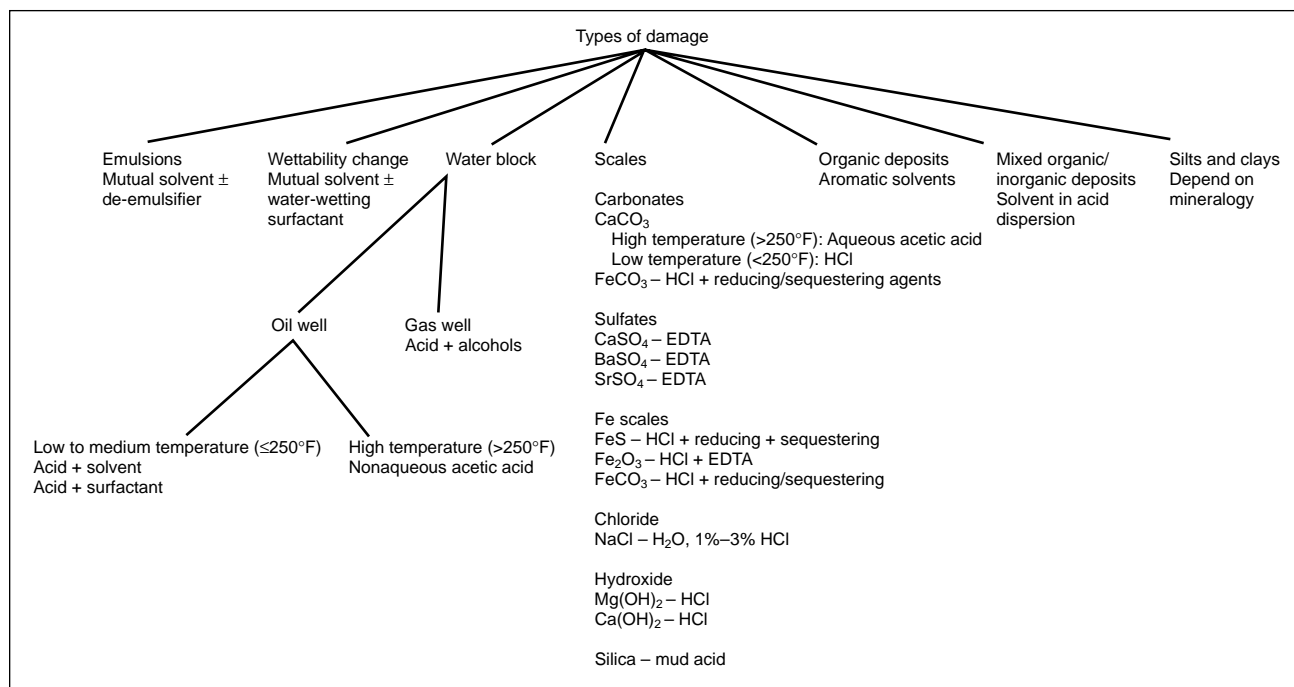 Types of damage
Emulsions
Mutual solvent ±
de-emulsifier
Wettability change
Mutual solvent ±
water-wetting
surfactant
Water block
Oil well
Low to medium temperature (≤250°F)
Acid + solvent
Acid + surfactant
High temperature (>250°F)
Nonaqueous acetic acid
Gas well
Acid + alcohols
Scales
Carbonates
CaCO₃
High temperature (>250°F): Aqueous acetic acid
Low temperature (<250°F): HCl
FeCO₃ – HCl + reducing/sequestering agents
Sulfates
CaSO₄ – EDTA
BaSO₄ – EDTA
SrSO₄ – EDTA
Fe scales
FeS – HCl + reducing + sequestering
Fe₂O₃ – HCl + EDTA
FeCO₃ – HCl + reducing/sequestering
Chloride
NaCl – H₂O, 1%–3% HCl
Hydroxide
Mg(OH)₂ – HCl
Ca(OH)₂ – HCl
Silica – mud acid
Organic deposits
Aromatic solvents
Mixed organic/
inorganic deposits
Solvent in acid
dispersion
Silts and clays
Depend on
mineralogy